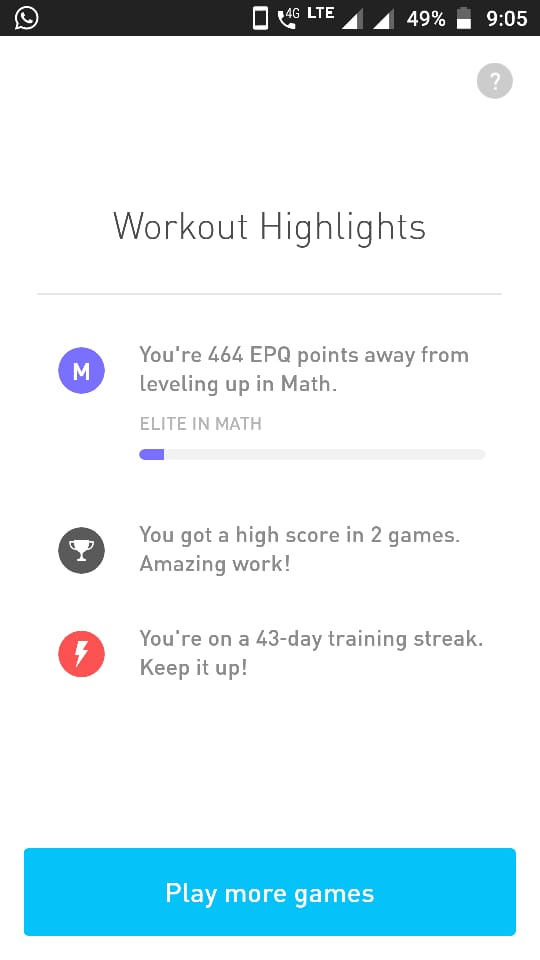 4G LTE 49% 9:05
?
Workout Highlights
M
You're 464 EPQ points away from
leveling up in Math.
ELITE IN MATH
You got a high score in 2 games.
Amazing work!
You're on a 43-day training streak.
Keep it up!
Play more games